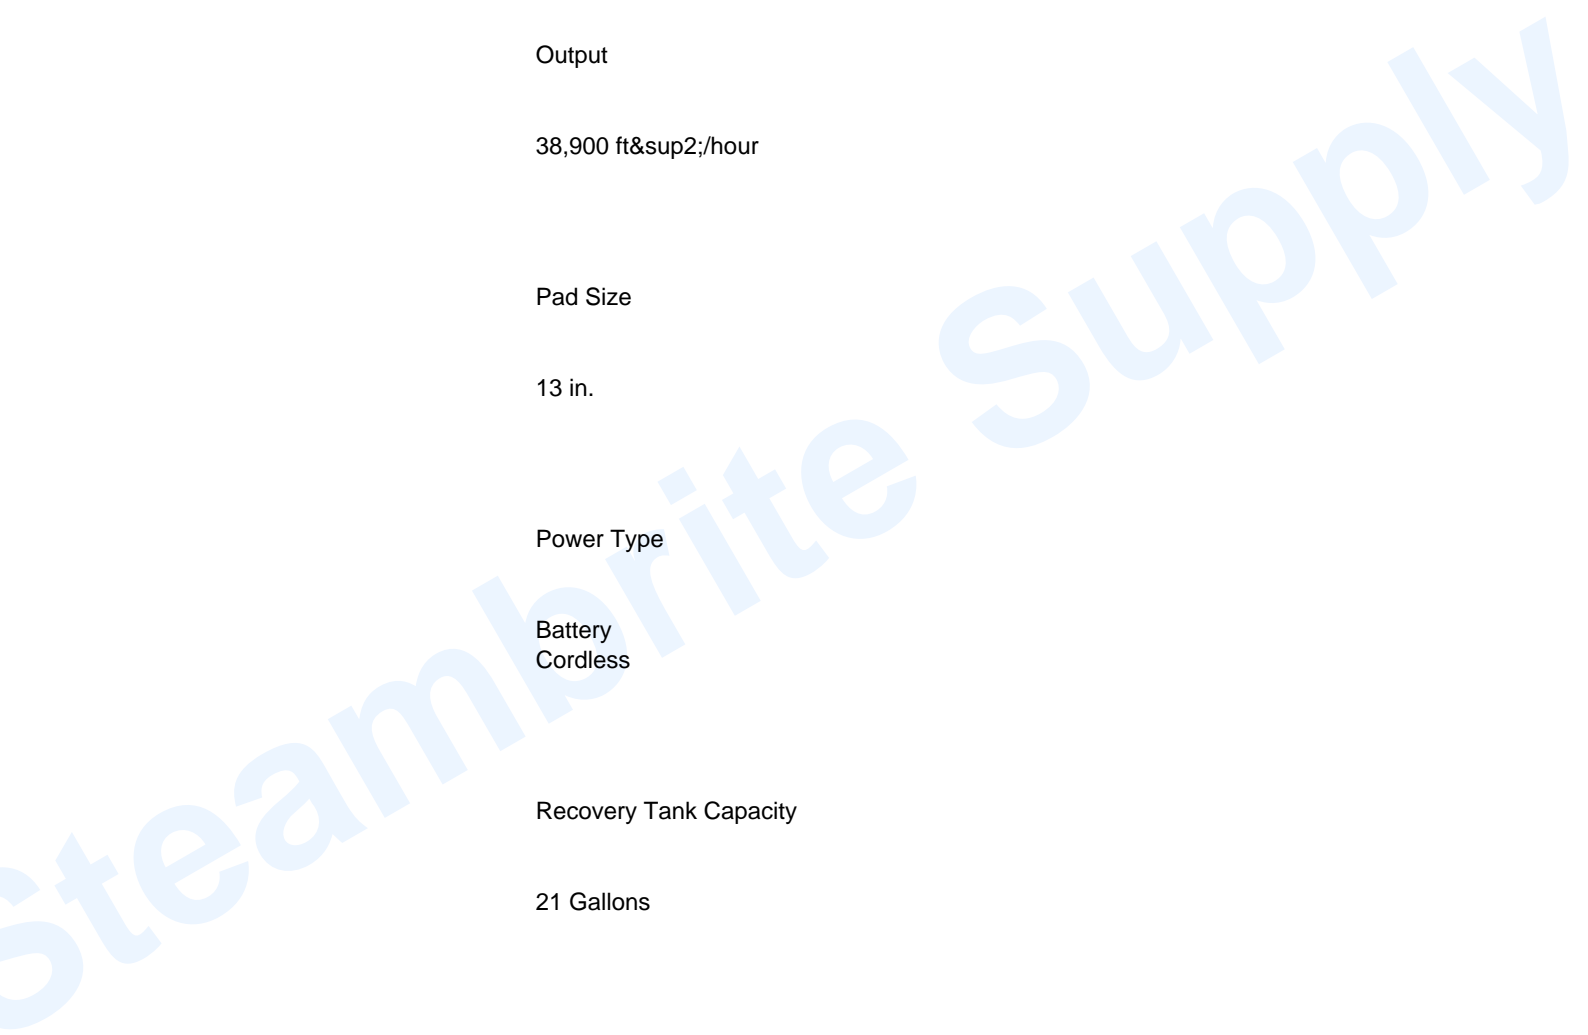 Output
38,900 ft&sup2;/hour
Pad Size
13 in.
Power Type
Battery
Cordless
Recovery Tank Capacity
21 Gallons
Steambrite Supply